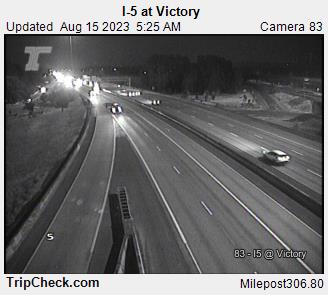 I-5 at Victory
Updated Aug 15 2023 5:25 AM Camera 83
T
S
83 - I5 @ Victory
TripCheck.com Milepost306.80